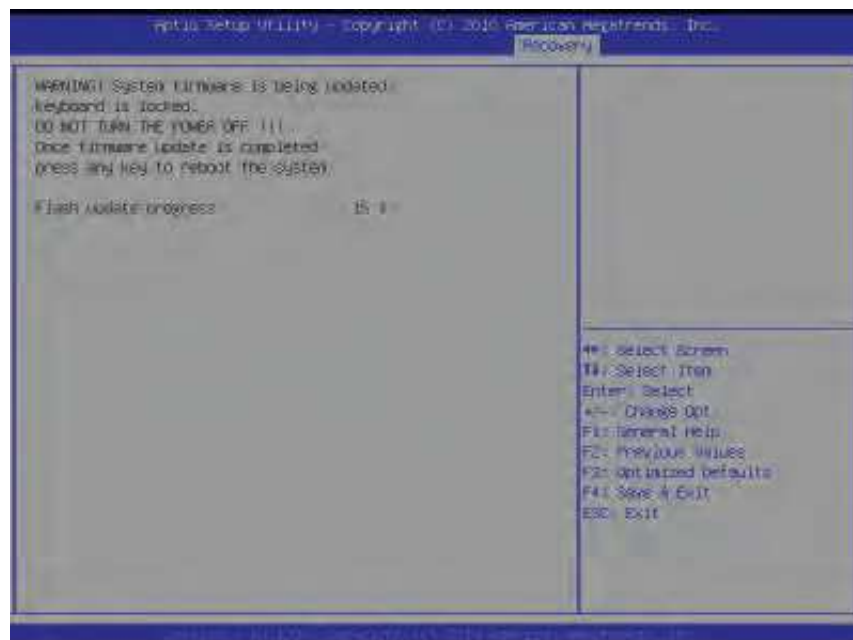 Aptio Setup Utility - Copyright (C) 2010 American Megatrends, Inc.
Recovery
WARNING! System firmware is being updated.
Keyboard is locked.
DO NOT TURN THE POWER OFF !!!
Once firmware update is completed
press any key to reboot the system
Flash update progress 15 %
: Select Screen
↑↓: Select Item
Enter: Select
+/-: Change Opt.
F1: General Help
F2: Previous Values
F3: Optimized Defaults
F4: Save & Exit
ESC: Exit